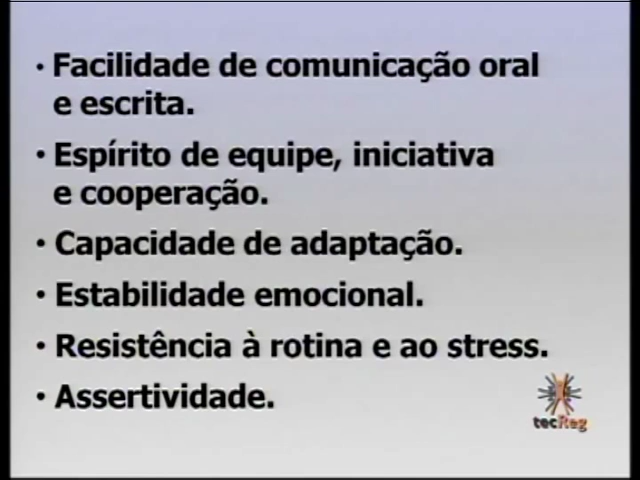 • Facilidade de comunicação oral
e escrita.
• Espírito de equipe, iniciativa
e cooperação.
• Capacidade de adaptação.
• Estabilidade emocional.
• Resistência à rotina e ao stress.
• Assertividade.
tecReg